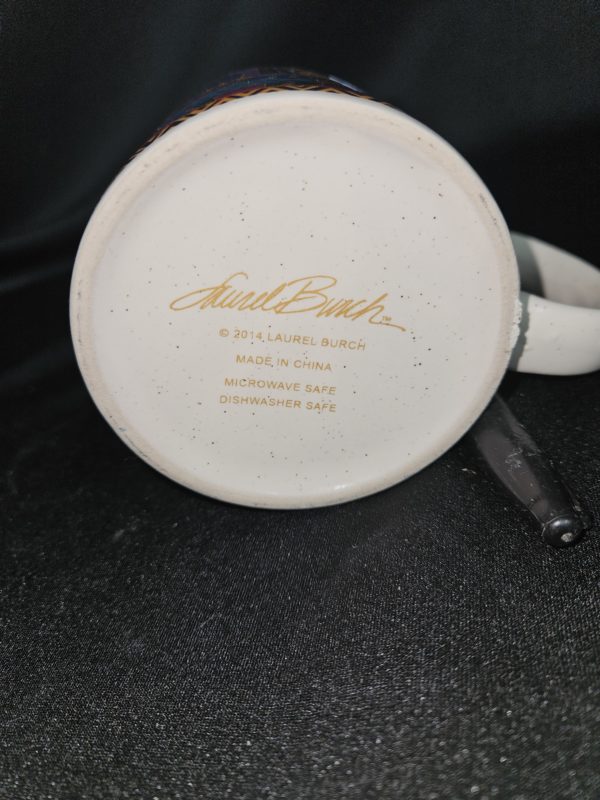 Laurel Burch™
© 2014 LAUREL BURCH
MADE IN CHINA
MICROWAVE SAFE
DISHWASHER SAFE